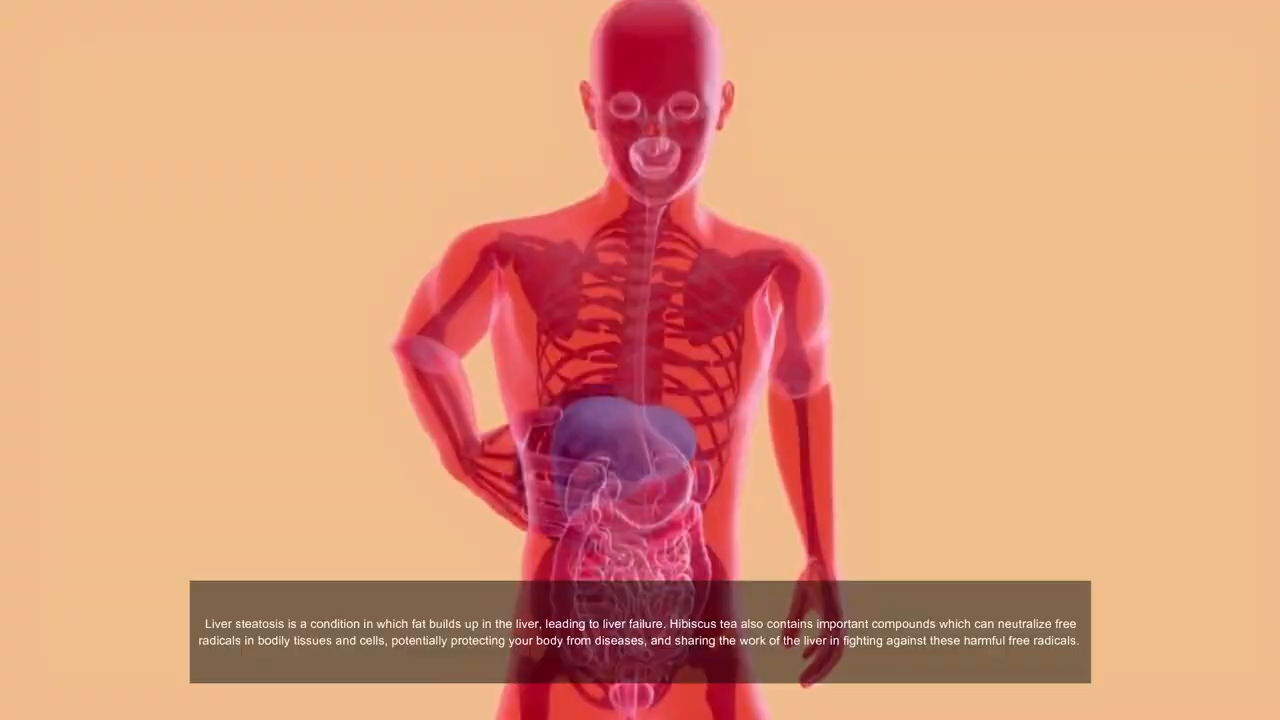 Liver steatosis is a condition in which fat builds up in the liver, leading to liver failure. Hibiscus tea also contains important compounds which can neutralize free
radicals in bodily tissues and cells, potentially protecting your body from diseases, and sharing the work of the liver in fighting against these harmful free radicals.